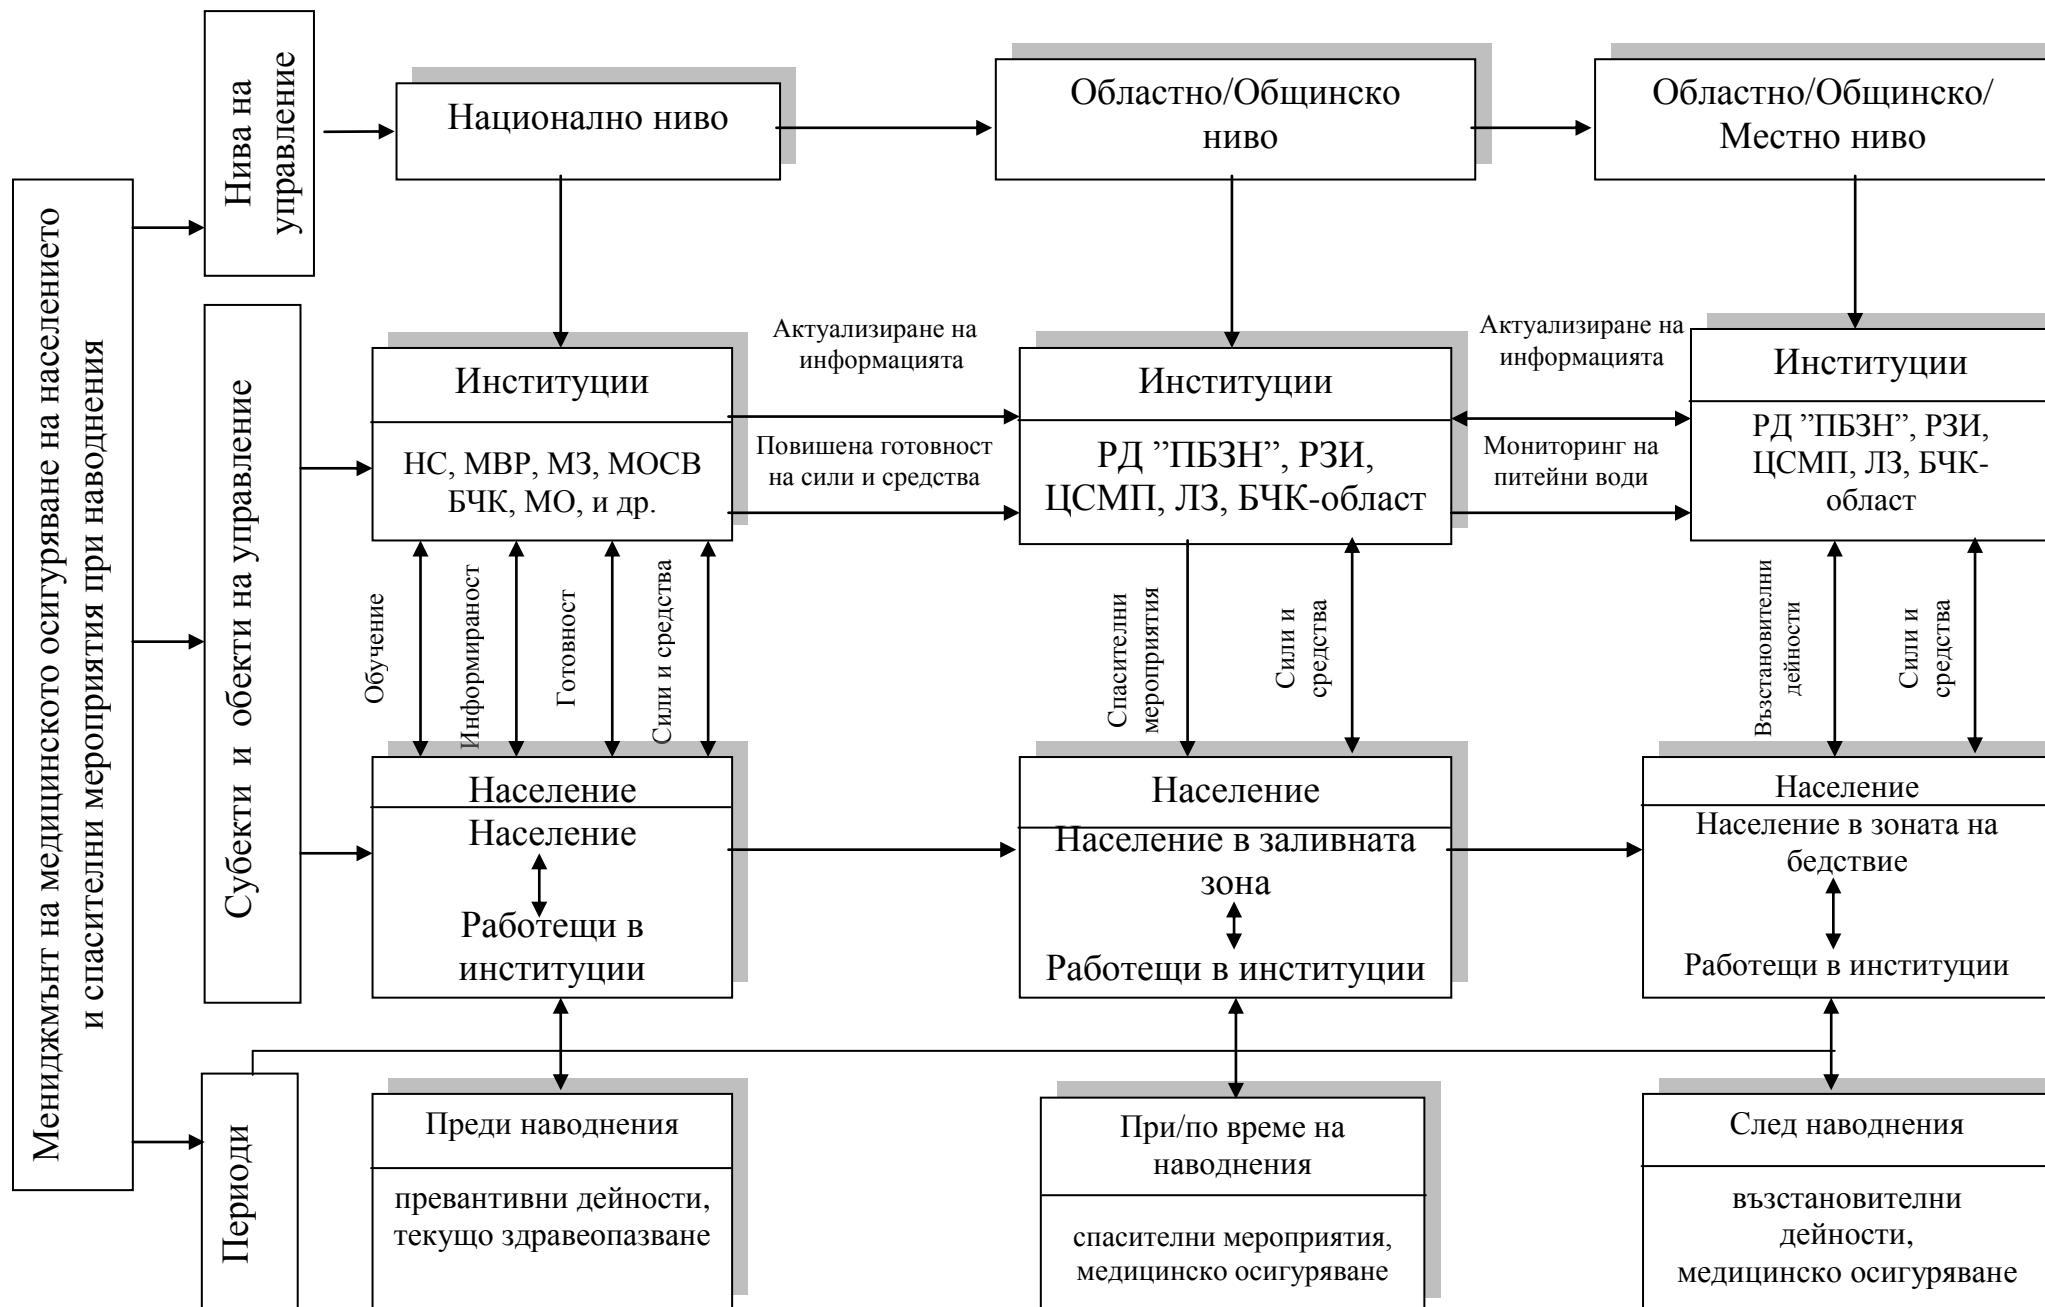 Мениджмънт на медицинското осигуряване на населението
и спасителни мероприятия при наводнения
Нива на
управление
Национално ниво
Областно/Общинско
ниво
Областно/Общинско/
Местно ниво
Субекти и обекти на управление
Институции
НС, МВР, МЗ, МОСВ
БЧК, МО, и др.
Актуализиране на
информацията
Повишена готовност
на сили и средства
Институции
РД ”ПБЗН”, РЗИ,
ЦСМП, ЛЗ, БЧК-област
Актуализиране на
информацията
Мониторинг на
питейни води
Институции
РД ”ПБЗН”, РЗИ,
ЦСМП, ЛЗ, БЧК-
област
Обучение
Информираност
Готовност
Сили и средства
Спасителни
мероприятия
Сили и
средства
Възстановителни
дейности
Сили и
средства
Население
Население
Работещи в
институции
Население
Население в заливната
зона
Работещи в институции
Население
Население в зоната на
бедствие
Работещи в институции
Периоди
Преди наводнения
превантивни дейности,
текущо здравеопазване
При/по време на
наводнения
спасителни мероприятия,
медицинско осигуряване
След наводнения
възстановителни
дейности,
медицинско осигуряване